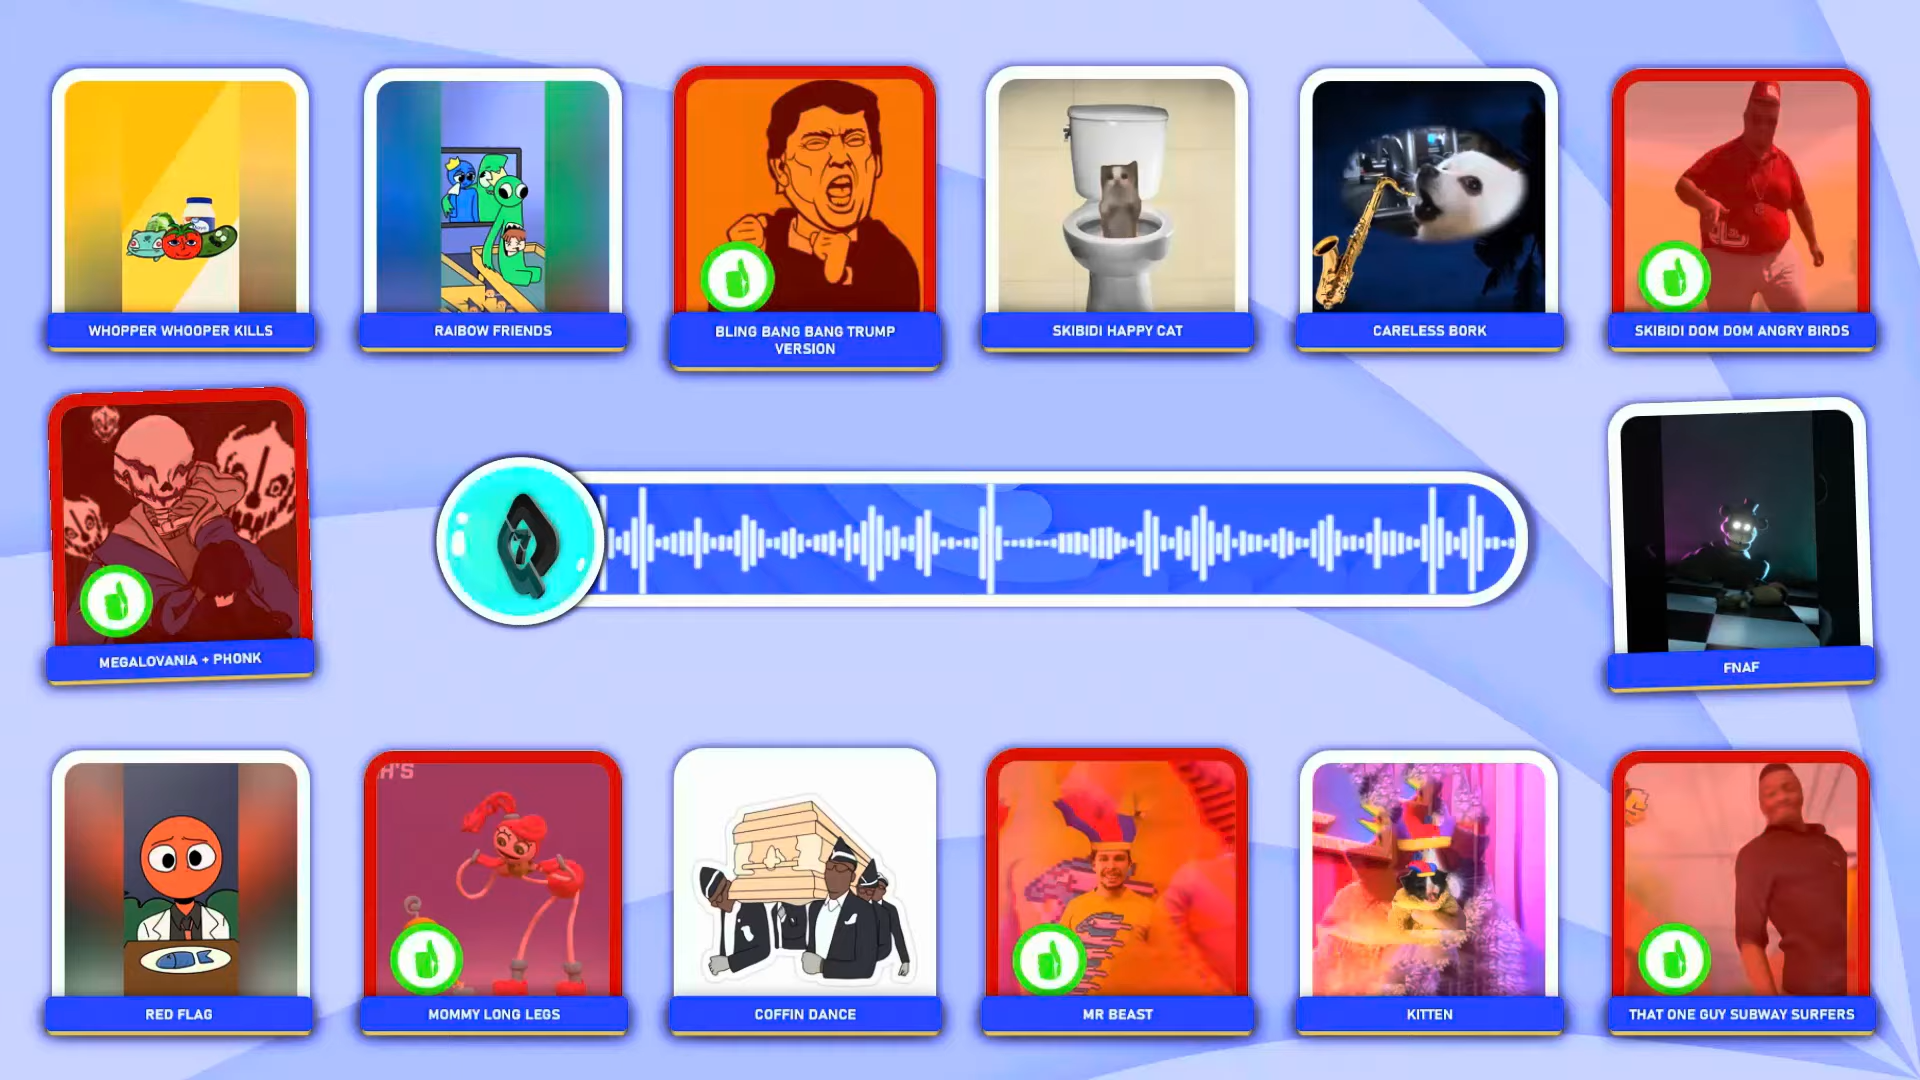 WHOPPER WHOOPER KILLS
RAIBOW FRIENDS
BLING BANG BANG TRUMP
VERSION
SKIBIDI HAPPY CAT
CARELESS BORK
SKIBIDI DOM DOM ANGRY BIRDS
MEGALOVANIA + PHONK
FNAF
H'S
RED FLAG
MOMMY LONG LEGS
COFFIN DANCE
MR BEAST
KITTEN
THAT ONE GUY SUBWAY SURFERS